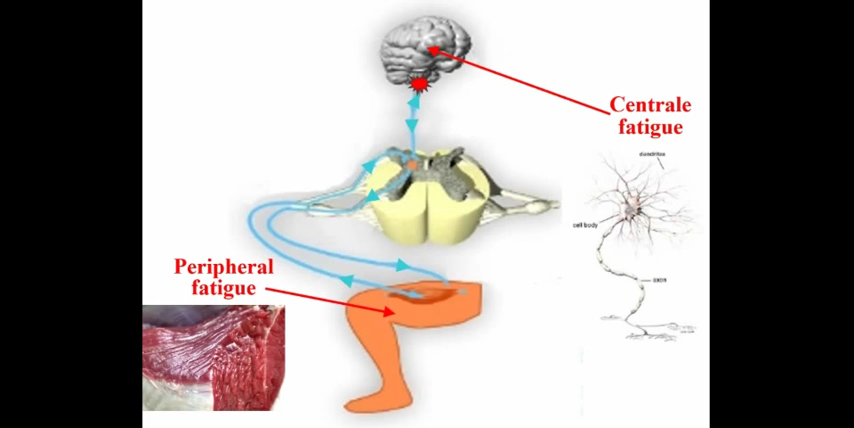 Centrale
fatigue
dendrites
cell body
Peripheral
fatigue
axon